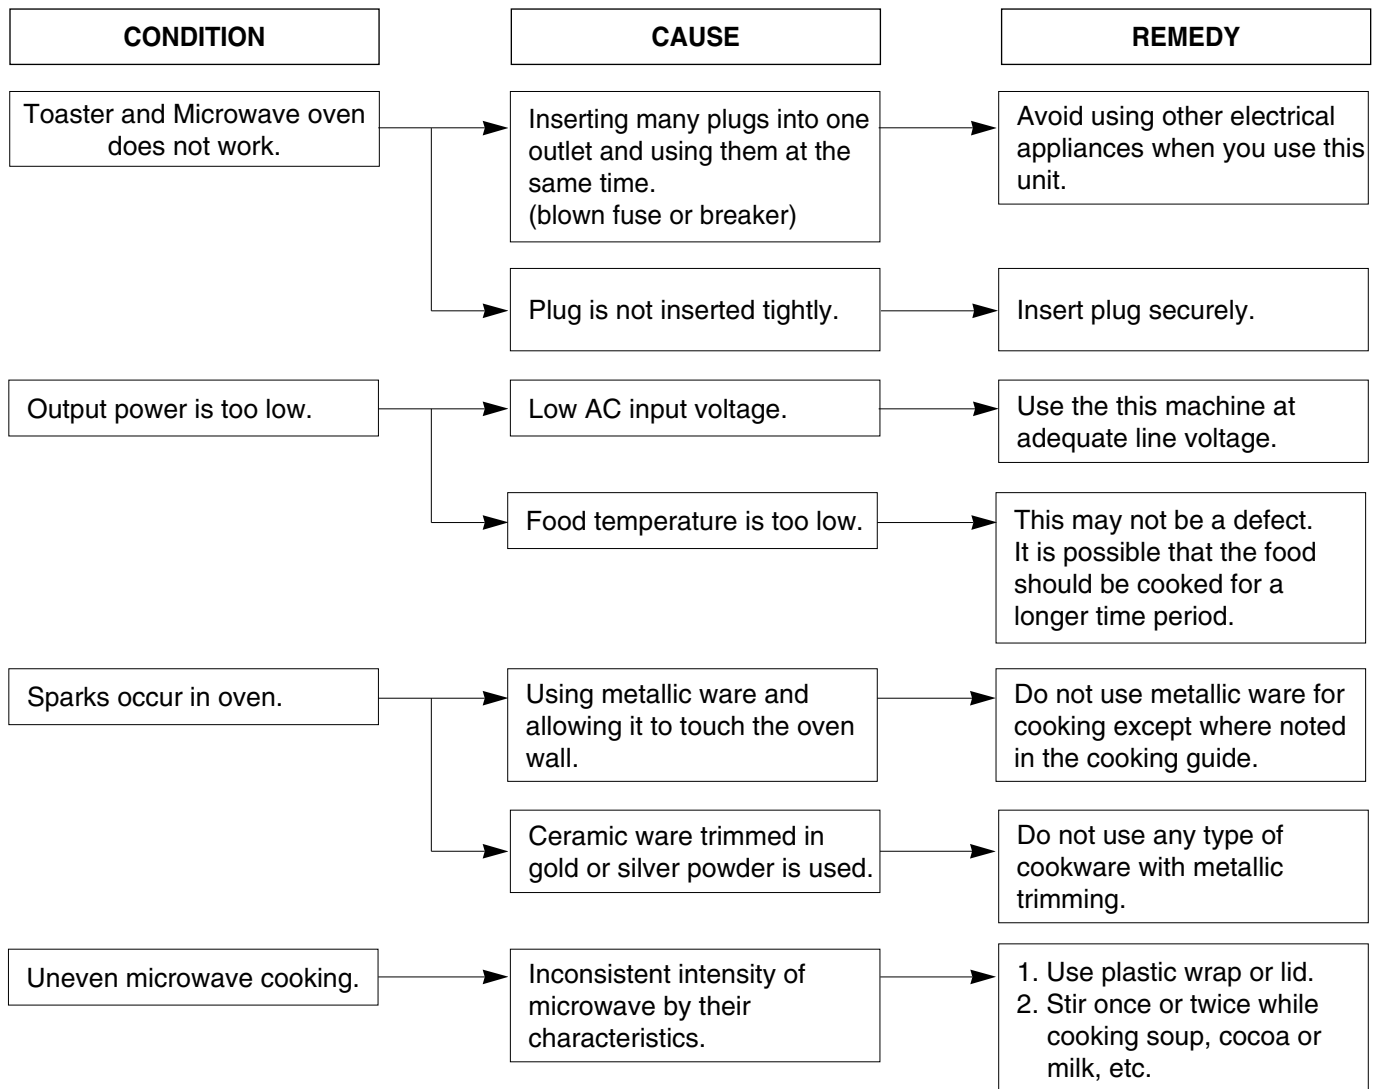 CONDITION
CAUSE
REMEDY
Toaster and Microwave oven
does not work.
Inserting many plugs into one
outlet and using them at the
same time.
(blown fuse or breaker)
Avoid using other electrical
appliances when you use this
unit.
Plug is not inserted tightly.
Insert plug securely.
Output power is too low.
Low AC input voltage.
Use the this machine at
adequate line voltage.
Food temperature is too low.
This may not be a defect.
It is possible that the food
should be cooked for a
longer time period.
Sparks occur in oven.
Using metallic ware and
allowing it to touch the oven
wall.
Do not use metallic ware for
cooking except where noted
in the cooking guide.
Ceramic ware trimmed in
gold or silver powder is used.
Do not use any type of
cookware with metallic
trimming.
Uneven microwave cooking.
Inconsistent intensity of
microwave by their
characteristics.
1. Use plastic wrap or lid.
2. Stir once or twice while
cooking soup, cocoa or
milk, etc.